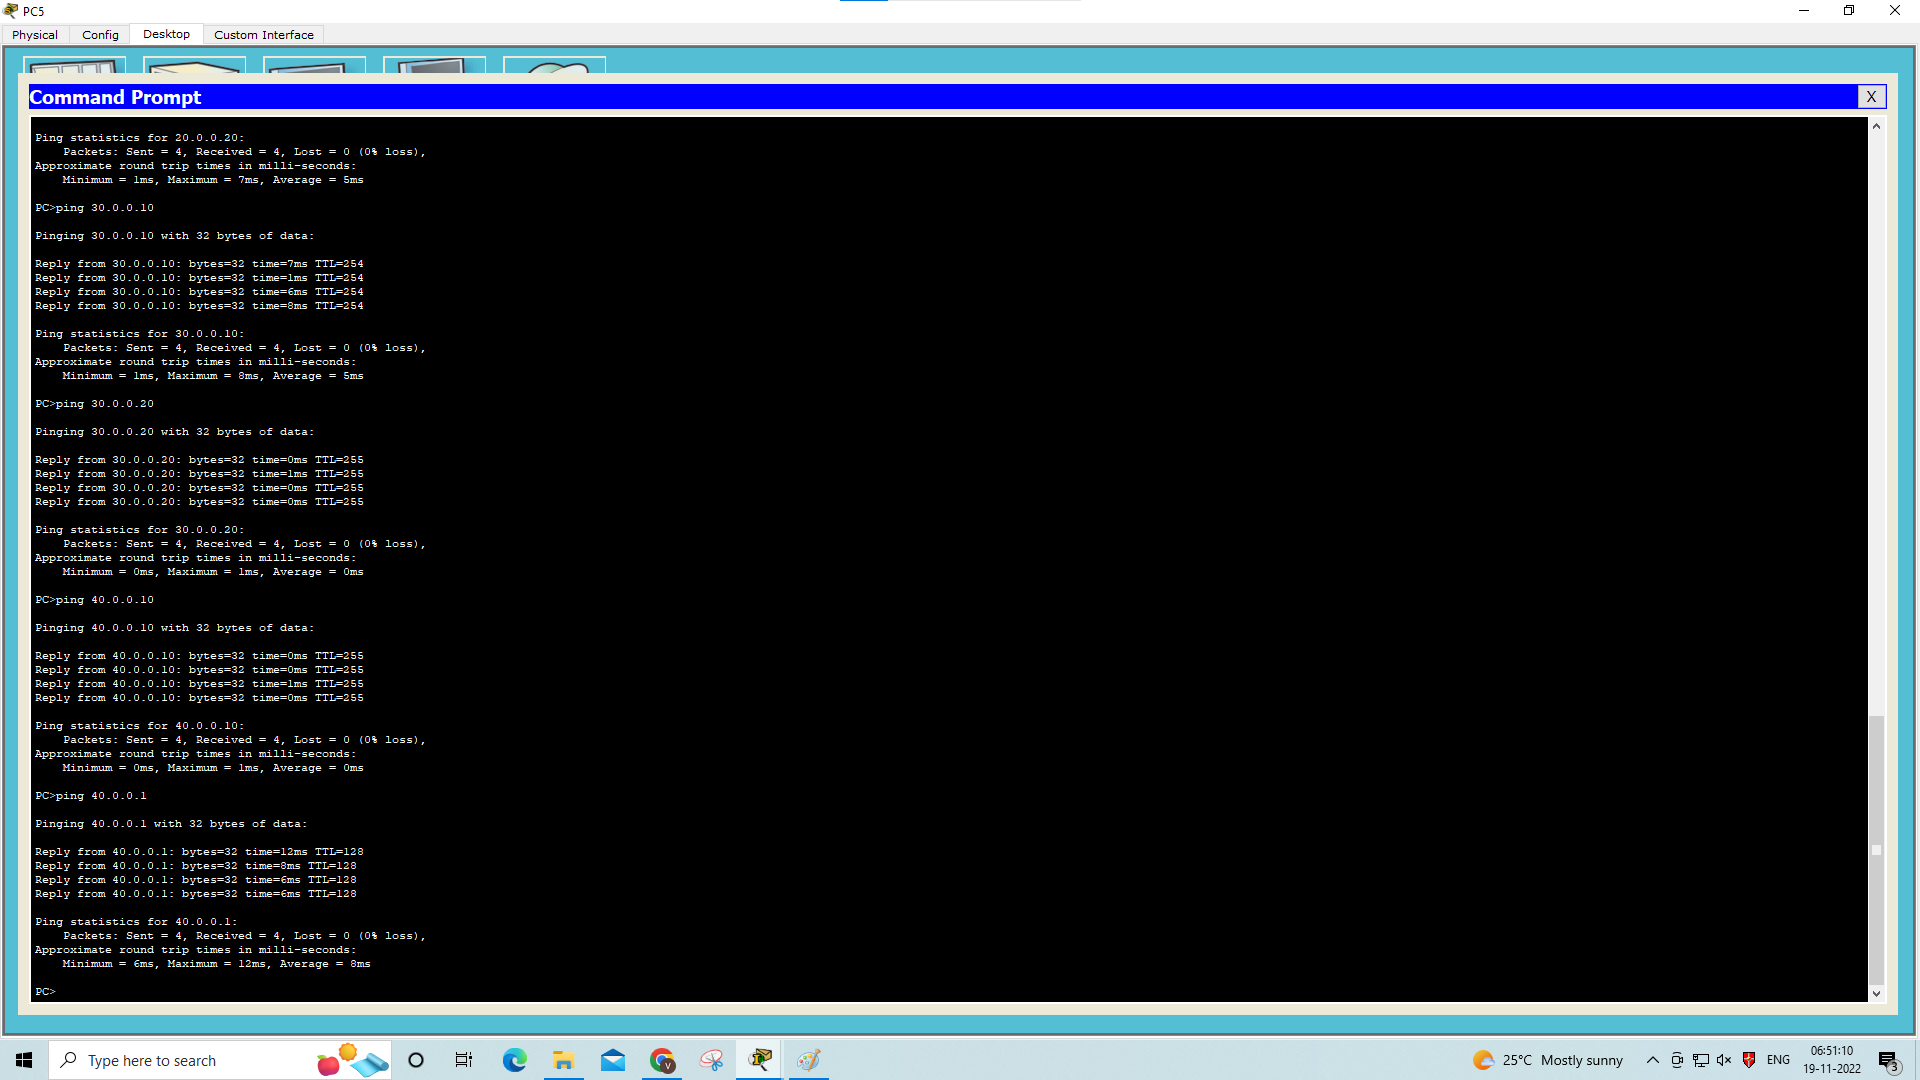 PC5
Physical Config Desktop Custom Interface
Command Prompt
X
Ping statistics for 20.0.0.20:
Packets: Sent = 4, Received = 4, Lost = 0 (0% loss),
Approximate round trip times in milli-seconds:
Minimum = 1ms, Maximum = 7ms, Average = 5ms
PC>ping 30.0.0.10
Pinging 30.0.0.10 with 32 bytes of data:
Reply from 30.0.0.10: bytes=32 time=7ms TTL=254
Reply from 30.0.0.10: bytes=32 time=1ms TTL=254
Reply from 30.0.0.10: bytes=32 time=6ms TTL=254
Reply from 30.0.0.10: bytes=32 time=8ms TTL=254
Ping statistics for 30.0.0.10:
Packets: Sent = 4, Received = 4, Lost = 0 (0% loss),
Approximate round trip times in milli-seconds:
Minimum = 1ms, Maximum = 8ms, Average = 5ms
PC>ping 30.0.0.20
Pinging 30.0.0.20 with 32 bytes of data:
Reply from 30.0.0.20: bytes=32 time=0ms TTL=255
Reply from 30.0.0.20: bytes=32 time=1ms TTL=255
Reply from 30.0.0.20: bytes=32 time=0ms TTL=255
Reply from 30.0.0.20: bytes=32 time=0ms TTL=255
Ping statistics for 30.0.0.20:
Packets: Sent = 4, Received = 4, Lost = 0 (0% loss),
Approximate round trip times in milli-seconds:
Minimum = 0ms, Maximum = 1ms, Average = 0ms
PC>ping 40.0.0.10
Pinging 40.0.0.10 with 32 bytes of data:
Reply from 40.0.0.10: bytes=32 time=0ms TTL=255
Reply from 40.0.0.10: bytes=32 time=0ms TTL=255
Reply from 40.0.0.10: bytes=32 time=1ms TTL=255
Reply from 40.0.0.10: bytes=32 time=0ms TTL=255
Ping statistics for 40.0.0.10:
Packets: Sent = 4, Received = 4, Lost = 0 (0% loss),
Approximate round trip times in milli-seconds:
Minimum = 0ms, Maximum = 1ms, Average = 0ms
PC>ping 40.0.0.1
Pinging 40.0.0.1 with 32 bytes of data:
Reply from 40.0.0.1: bytes=32 time=12ms TTL=128
Reply from 40.0.0.1: bytes=32 time=8ms TTL=128
Reply from 40.0.0.1: bytes=32 time=6ms TTL=128
Reply from 40.0.0.1: bytes=32 time=6ms TTL=128
Ping statistics for 40.0.0.1:
Packets: Sent = 4, Received = 4, Lost = 0 (0% loss),
Approximate round trip times in milli-seconds:
Minimum = 6ms, Maximum = 12ms, Average = 8ms
PC>
Type here to search
V
25°C Mostly sunny
ENG
06:51:10
19-11-2022
3